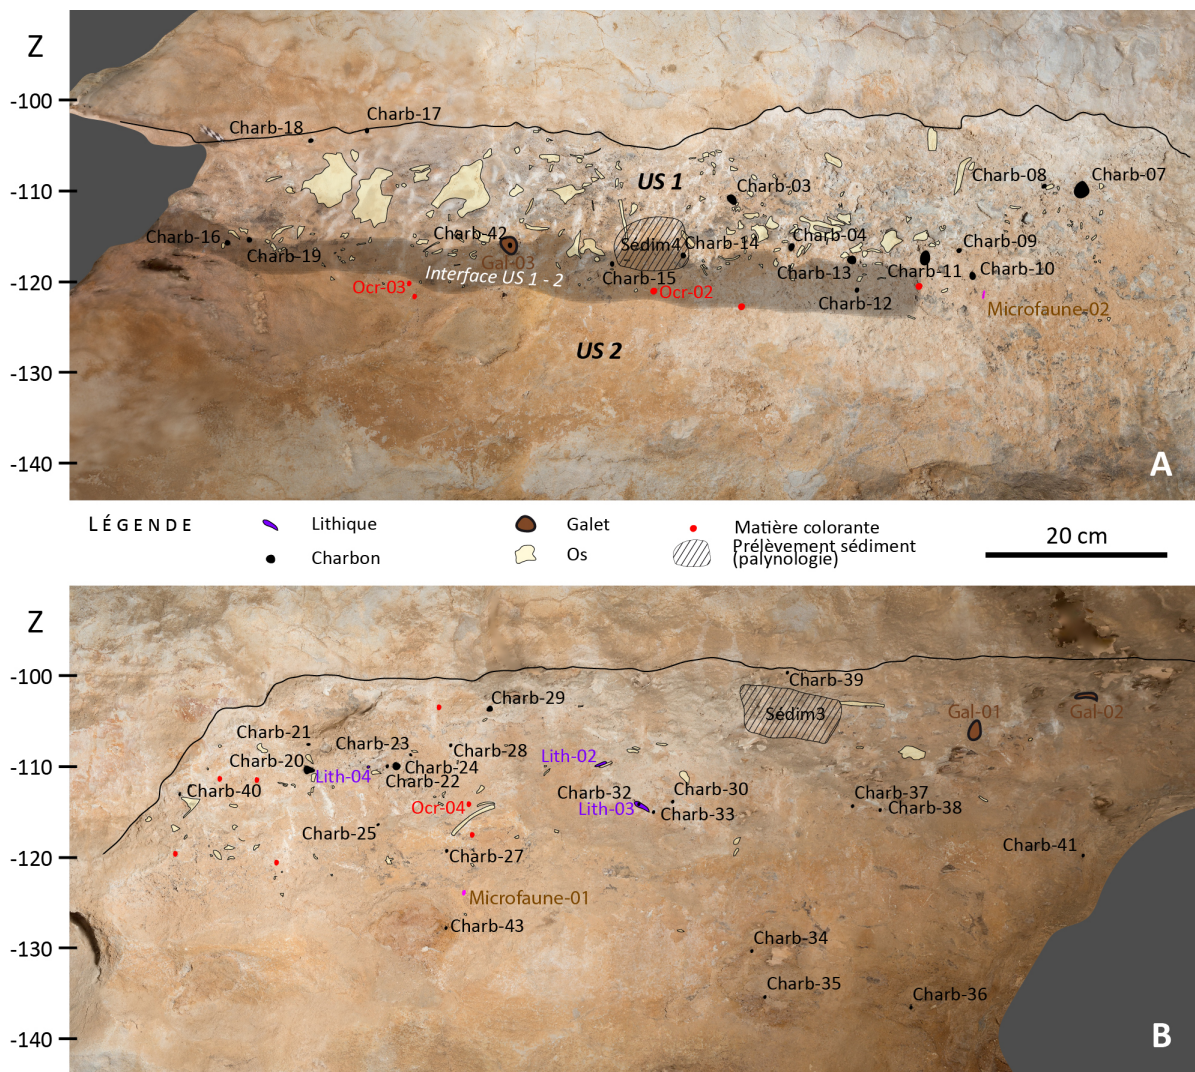 Z
-100
-110
-120
-130
-140
Charb-17
Charb-18
US 1
Charb-08
Charb-07
Charb-03
Charb-16
Charb-42
Sédim4
Charb-14
Charb-04
Charb-09
Charb-19
Gal-03
Charb-15
Charb-13
Charb-11
Charb-10
Interface US 1 - 2
Ocr-03
Ocr-02
Charb-12
Microfaune-02
US 2
A
LÉGENDE
Lithique
Charbon
Galet
Os
Matière colorante
Prélèvement sédiment
(palynologie)
20 cm
Z
-100
-110
-120
-130
-140
Charb-39
Charb-29
Sédim3
Gal-01
Gal-02
Charb-21
Charb-23
Charb-28
Charb-20
Lith-04
Charb-24
Charb-22
Lith-02
Charb-40
Ocr-04
Charb-32
Lith-03
Charb-30
Charb-33
Charb-37
Charb-38
Charb-25
Charb-27
Charb-41
Microfaune-01
Charb-43
Charb-34
Charb-35
Charb-36
B